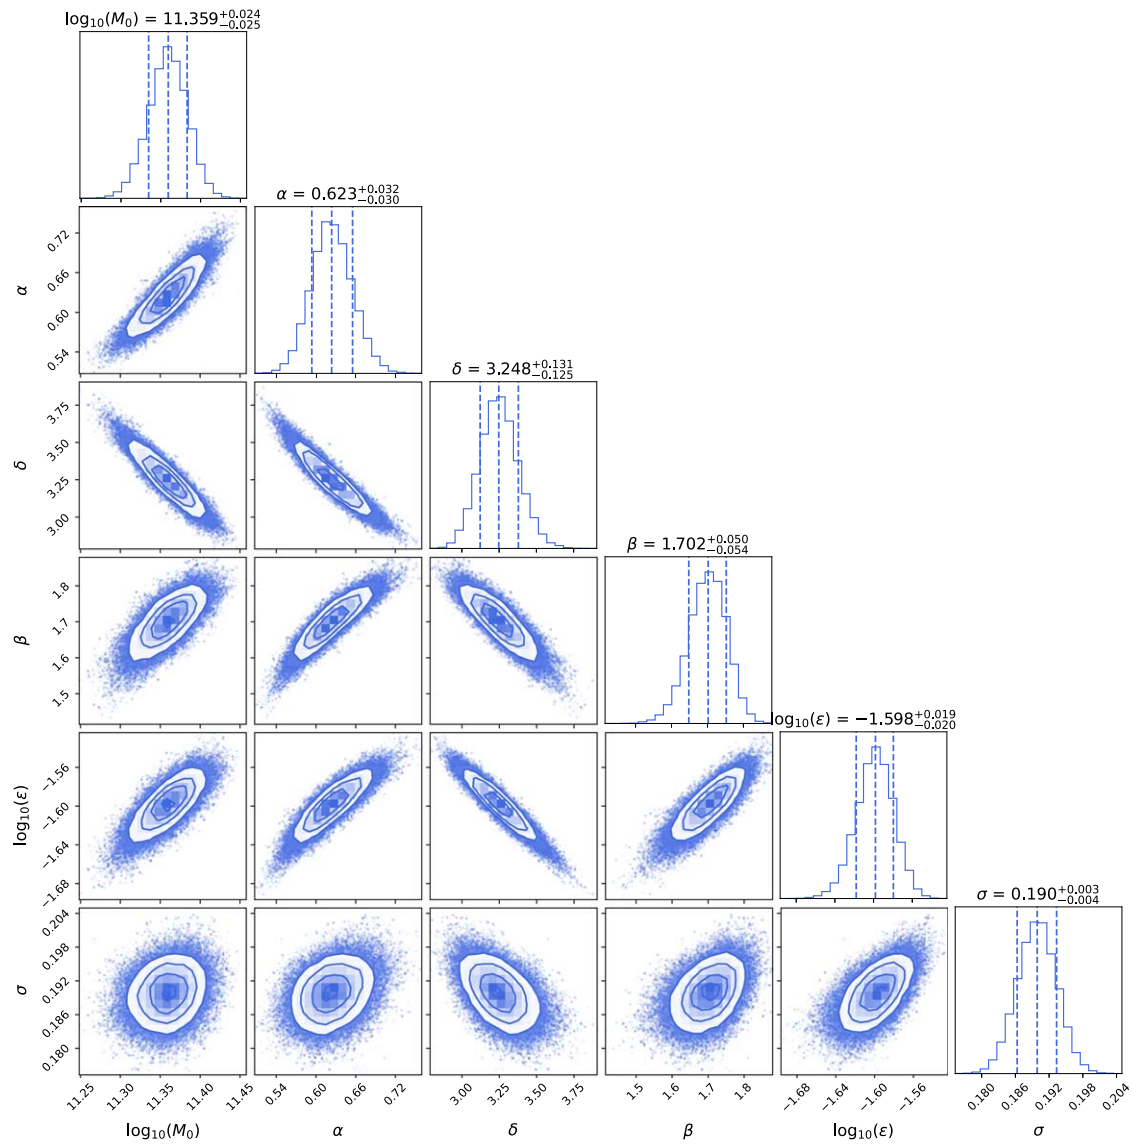 log₁₀(M₀) = 11.359⁺⁰·⁰²⁴₋₀.₀₂₅
α = 0.623⁺⁰·⁰³²₋₀.₀₃₀
0.72
0.66
0.60
0.54
α
δ = 3.248⁺⁰·¹³¹₋₀.₁₂₅
3.75
3.50
3.25
3.00
δ
β = 1.702⁺⁰·⁰⁵⁰₋₀.₀₅₄
1.8
1.7
1.6
1.5
β
log₁₀(ε) = −1.598⁺⁰·⁰¹⁹₋₀.₀₂₀
−1.56
−1.60
−1.64
−1.68
log₁₀(ε)
σ = 0.190⁺⁰·⁰⁰³₋₀.₀₀₄
0.204
0.198
0.192
0.186
0.180
σ
11.25 11.30 11.35 11.40 11.45 0.54 0.60 0.66 0.72 3.00 3.25 3.50 3.75 1.5 1.6 1.7 1.8 −1.68 −1.64 −1.60 −1.56 0.180 0.186 0.192 0.198 0.204
log₁₀(M₀) α δ β log₁₀(ε) σ